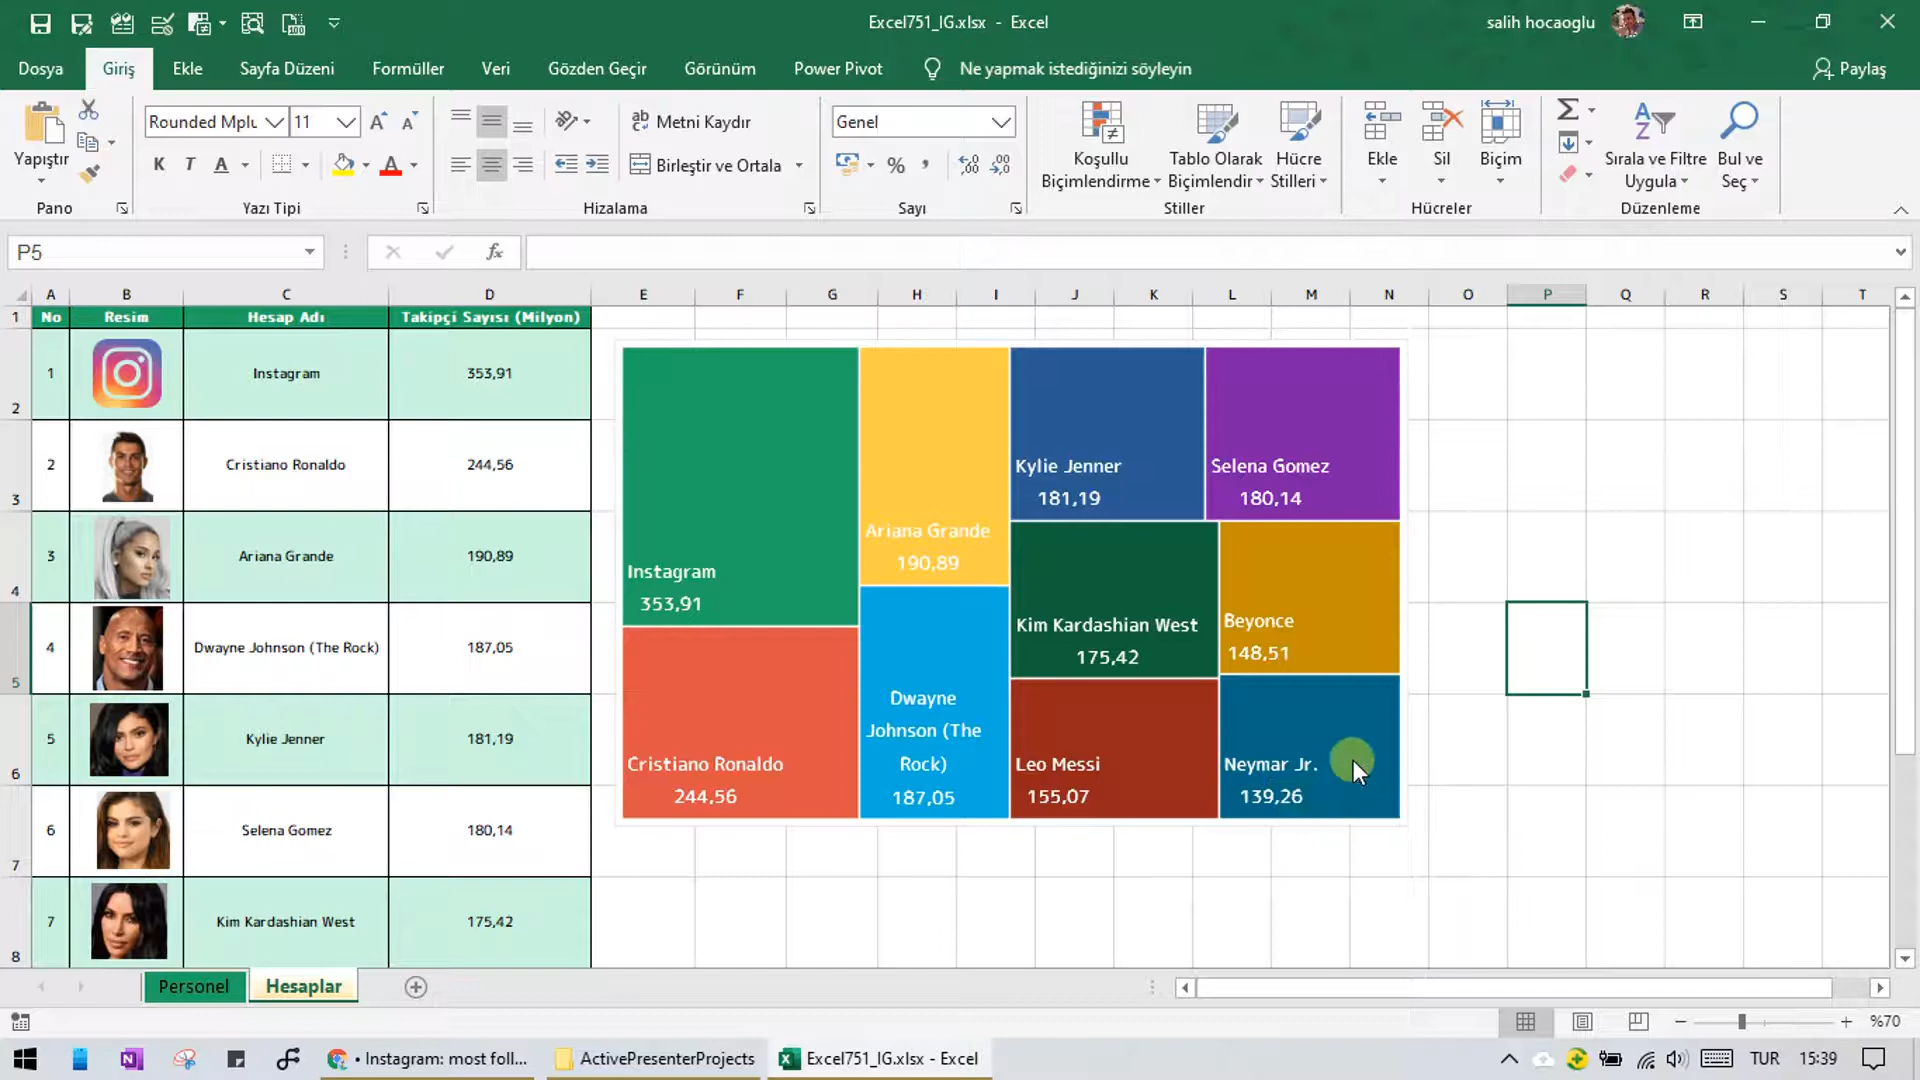 Excel751_IG.xlsx - Excel
salih hocaoglu
Dosya Giriş Ekle Sayfa Düzeni Formüller Veri Gözden Geçir Görünüm Power Pivot Ne yapmak istediğinizi söyleyin Paylaş
Rounded Mplu 11
Metni Kaydır
Genel
Yapıştır
K T A
Birleştir ve Ortala
Koşullu Biçimlendirme
Tablo Olarak Biçimlendir
Hücre Stilleri
Ekle
Sil
Biçim
Sırala ve Filtre Uygula
Bul ve Seç
Pano Yazı Tipi Hizalama Sayı Stiller Hücreler Düzenleme
P5
fx
A B C D E F G H I J K L M N O P Q R S T
1 No Resim Hesap Adı Takipçi Sayısı (Milyon)
2 1 Instagram 353,91
3 2 Cristiano Ronaldo 244,56
4 3 Ariana Grande 190,89
5 4 Dwayne Johnson (The Rock) 187,05
6 5 Kylie Jenner 181,19
7 6 Selena Gomez 180,14
8 7 Kim Kardashian West 175,42
Instagram
353,91
Cristiano Ronaldo
244,56
Ariana Grande
190,89
Dwayne
Johnson (The
Rock)
187,05
Kylie Jenner
181,19
Selena Gomez
180,14
Kim Kardashian West
175,42
Beyonce
148,51
Leo Messi
155,07
Neymar Jr.
139,26
Personel Hesaplar
%70
• Instagram: most foll...
ActivePresenterProjects
Excel751_IG.xlsx - Excel
TUR 15:39